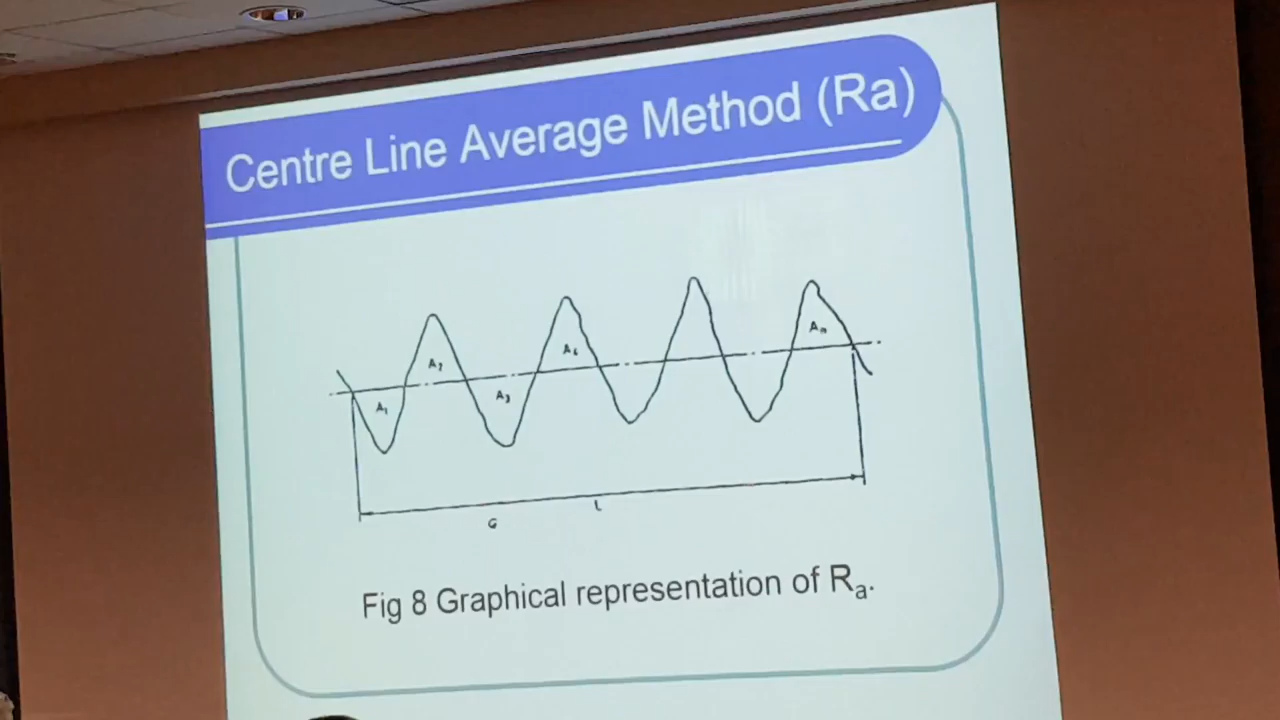 Centre Line Average Method (Ra)
A₁
A₂
A₃
A₄
Aₙ
G
L
Fig 8 Graphical representation of Rₐ.